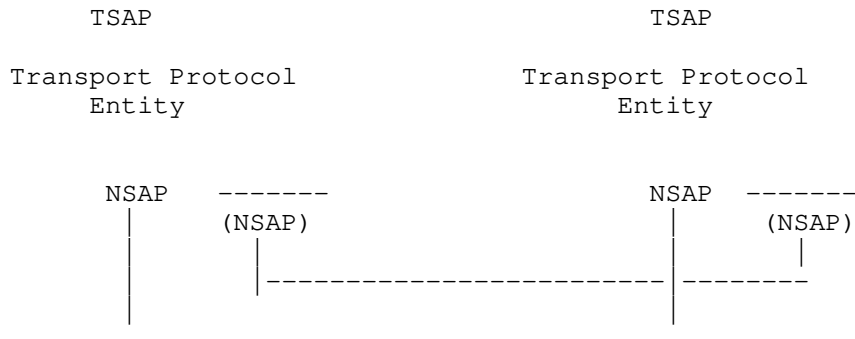 TSAP TSAP
Transport Protocol Transport Protocol
Entity Entity
NSAP ------- NSAP -------
| (NSAP) | (NSAP)
| | | |
| |-------------------------|--------
| |